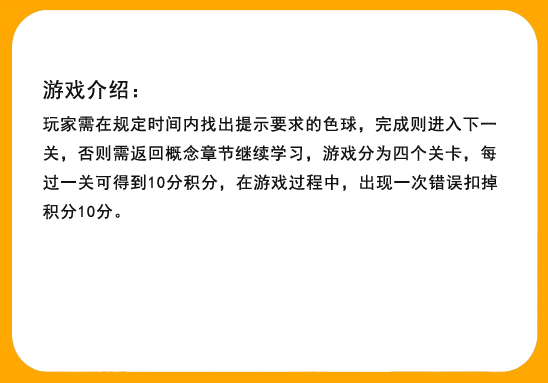 游戏介绍：
玩家需在规定时间内找出提示要求的色球，完成则进入下一
关，否则需返回概念章节继续学习，游戏分为四个关卡，每
过一关可得到10分积分，在游戏过程中，出现一次错误扣掉
积分10分。